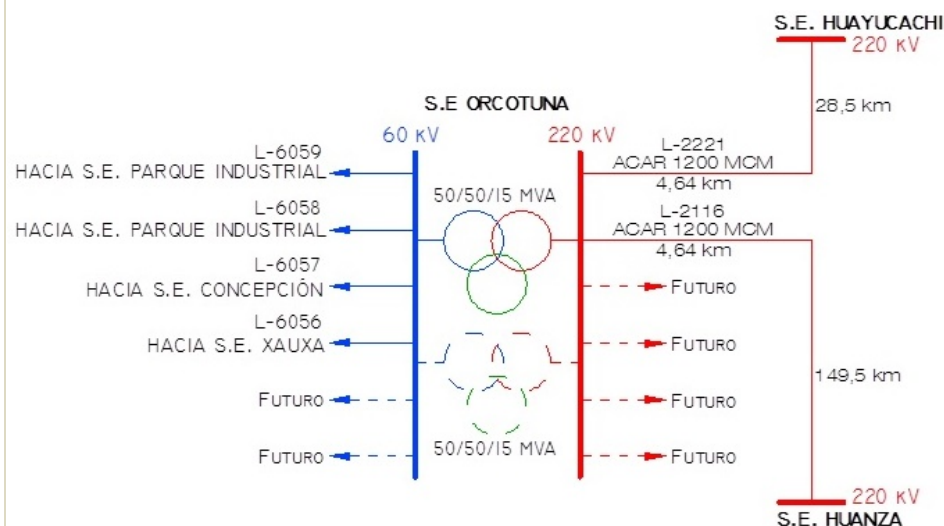 S.E. HUAYUCACHI
220 kV
28,5 km
S.E ORCOTUNA
60 kV
220 kV
L-6059
HACIA S.E. PARQUE INDUSTRIAL
L-6058
HACIA S.E. PARQUE INDUSTRIAL
L-6057
HACIA S.E. CONCEPCIÓN
L-6056
HACIA S.E. XAUXA
FUTURO
FUTURO
50/50/15 MVA
50/50/15 MVA
L-2221
ACAR 1200 MCM
4,64 km
L-2116
ACAR 1200 MCM
4,64 km
FUTURO
FUTURO
FUTURO
FUTURO
149,5 km
220 kV
S.E. HUANZA